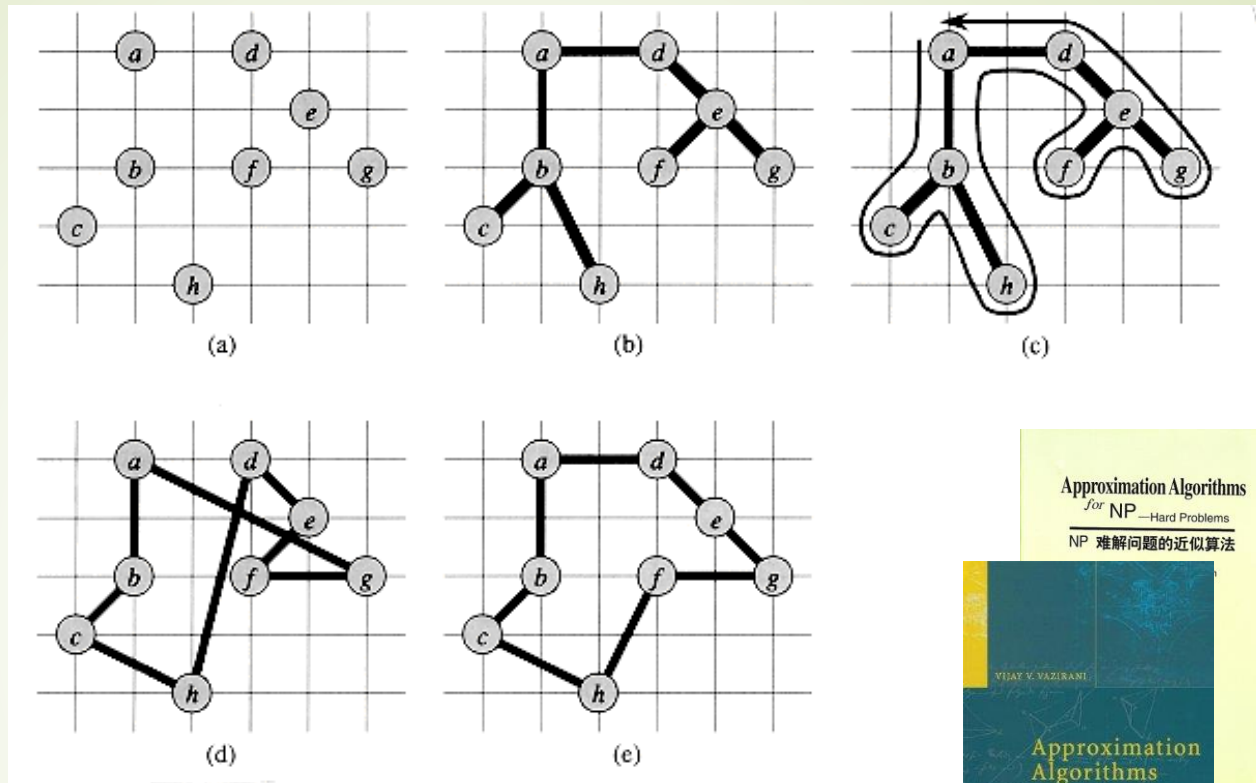 a d
e
b f g
c
h
(a)
a d
e
b f g
c
h
(b)
a d
e
b f g
c
h
(c)
a d
e
b f g
c
h
(d)
a d
e
b f g
c
h
(e)
Approximation Algorithms
for NP—Hard Problems
NP 难解问题的近似算法
VIJAY V. VAZIRANI
Approximation
Algorithms